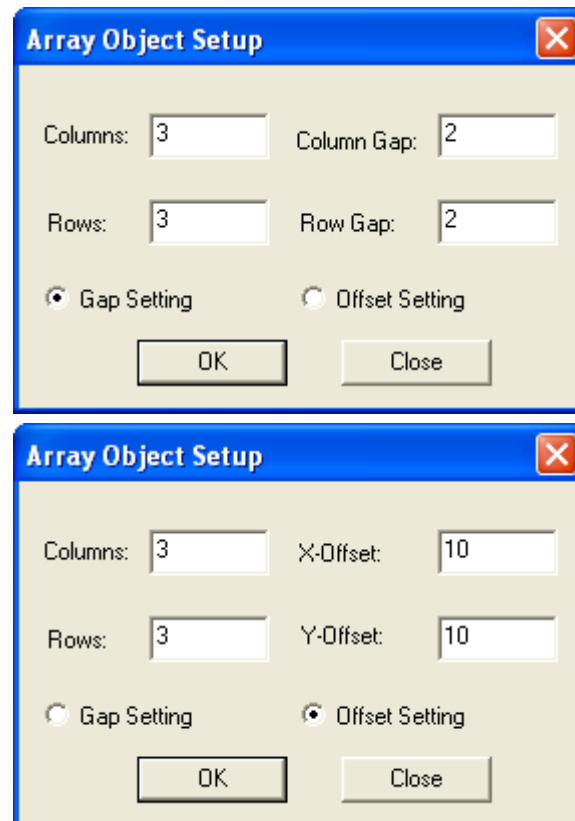 Array Object Setup
Columns: 3 Column Gap: 2
Rows: 3 Row Gap: 2
Gap Setting Offset Setting
OK Close
Array Object Setup
Columns: 3 X-Offset: 10
Rows: 3 Y-Offset: 10
Gap Setting Offset Setting
OK Close